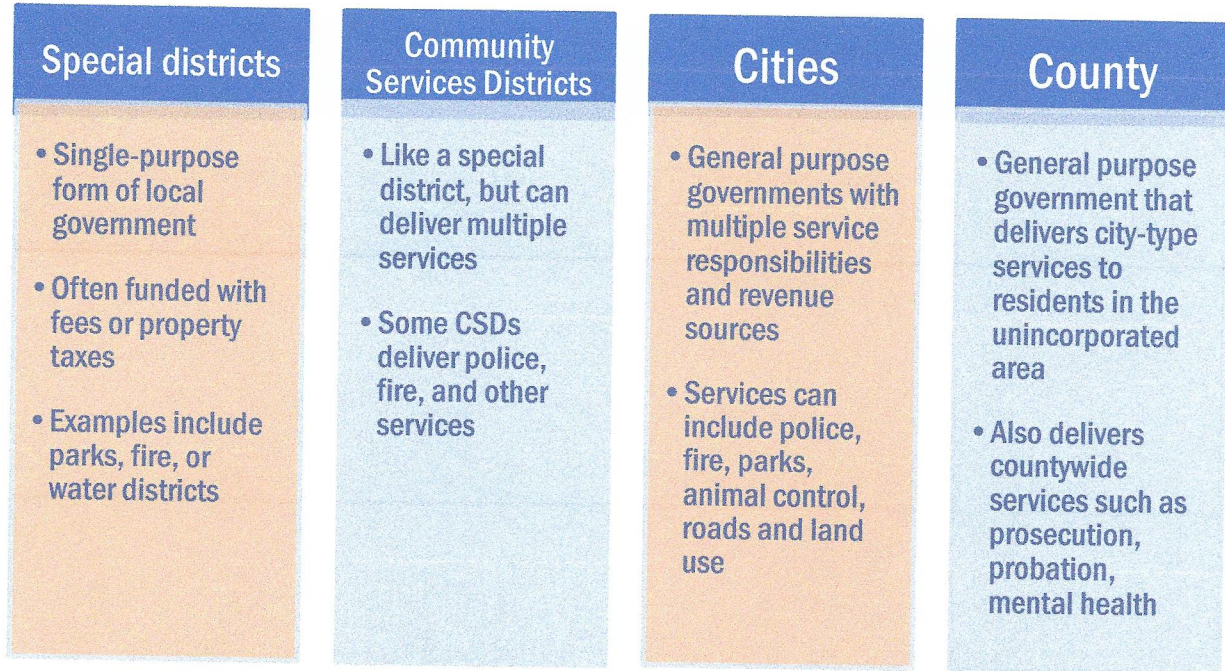 Special districts
• Single-purpose
form of local
government
• Often funded with
fees or property
taxes
• Examples include
parks, fire, or
water districts
Community
Services Districts
• Like a special
district, but can
deliver multiple
services
• Some CSDs
deliver police,
fire, and other
services
Cities
• General purpose
governments with
multiple service
responsibilities
and revenue
sources
• Services can
include police,
fire, parks,
animal control,
roads and land
use
County
• General purpose
government that
delivers city-type
services to
residents in the
unincorporated
area
• Also delivers
countywide
services such as
prosecution,
probation,
mental health